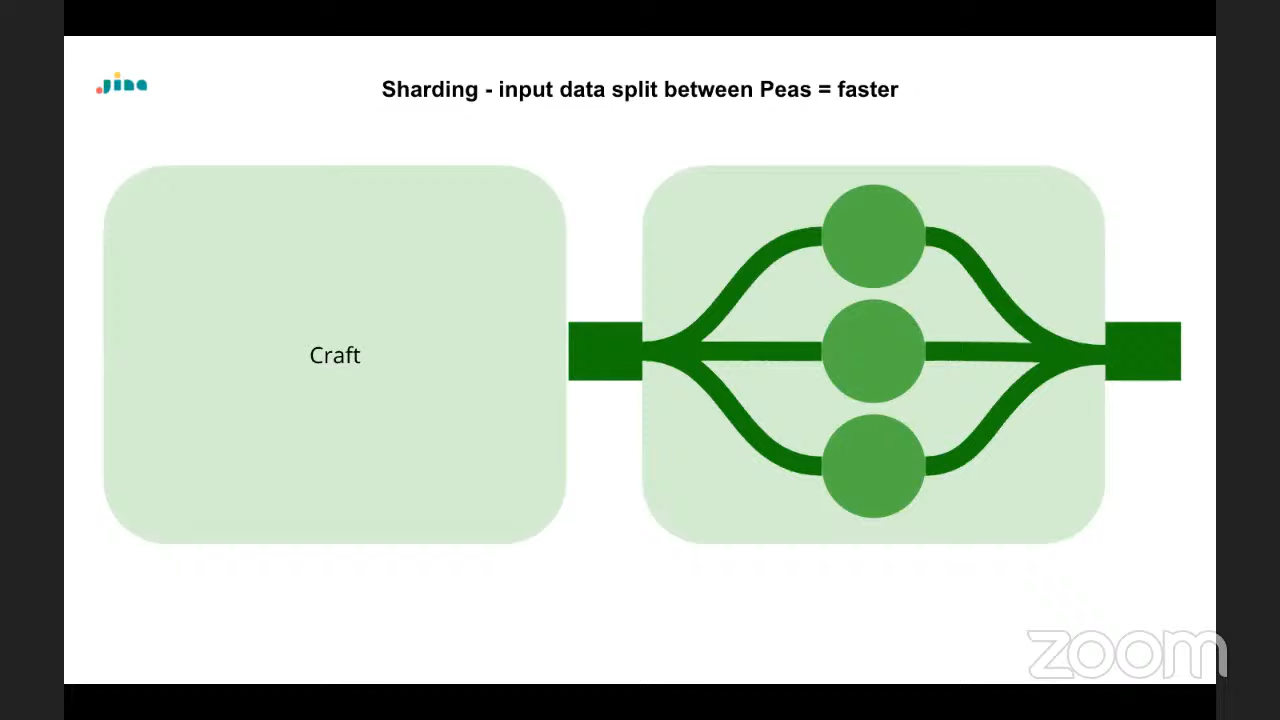 Jina
Sharding - input data split between Peas = faster
Craft
zoom